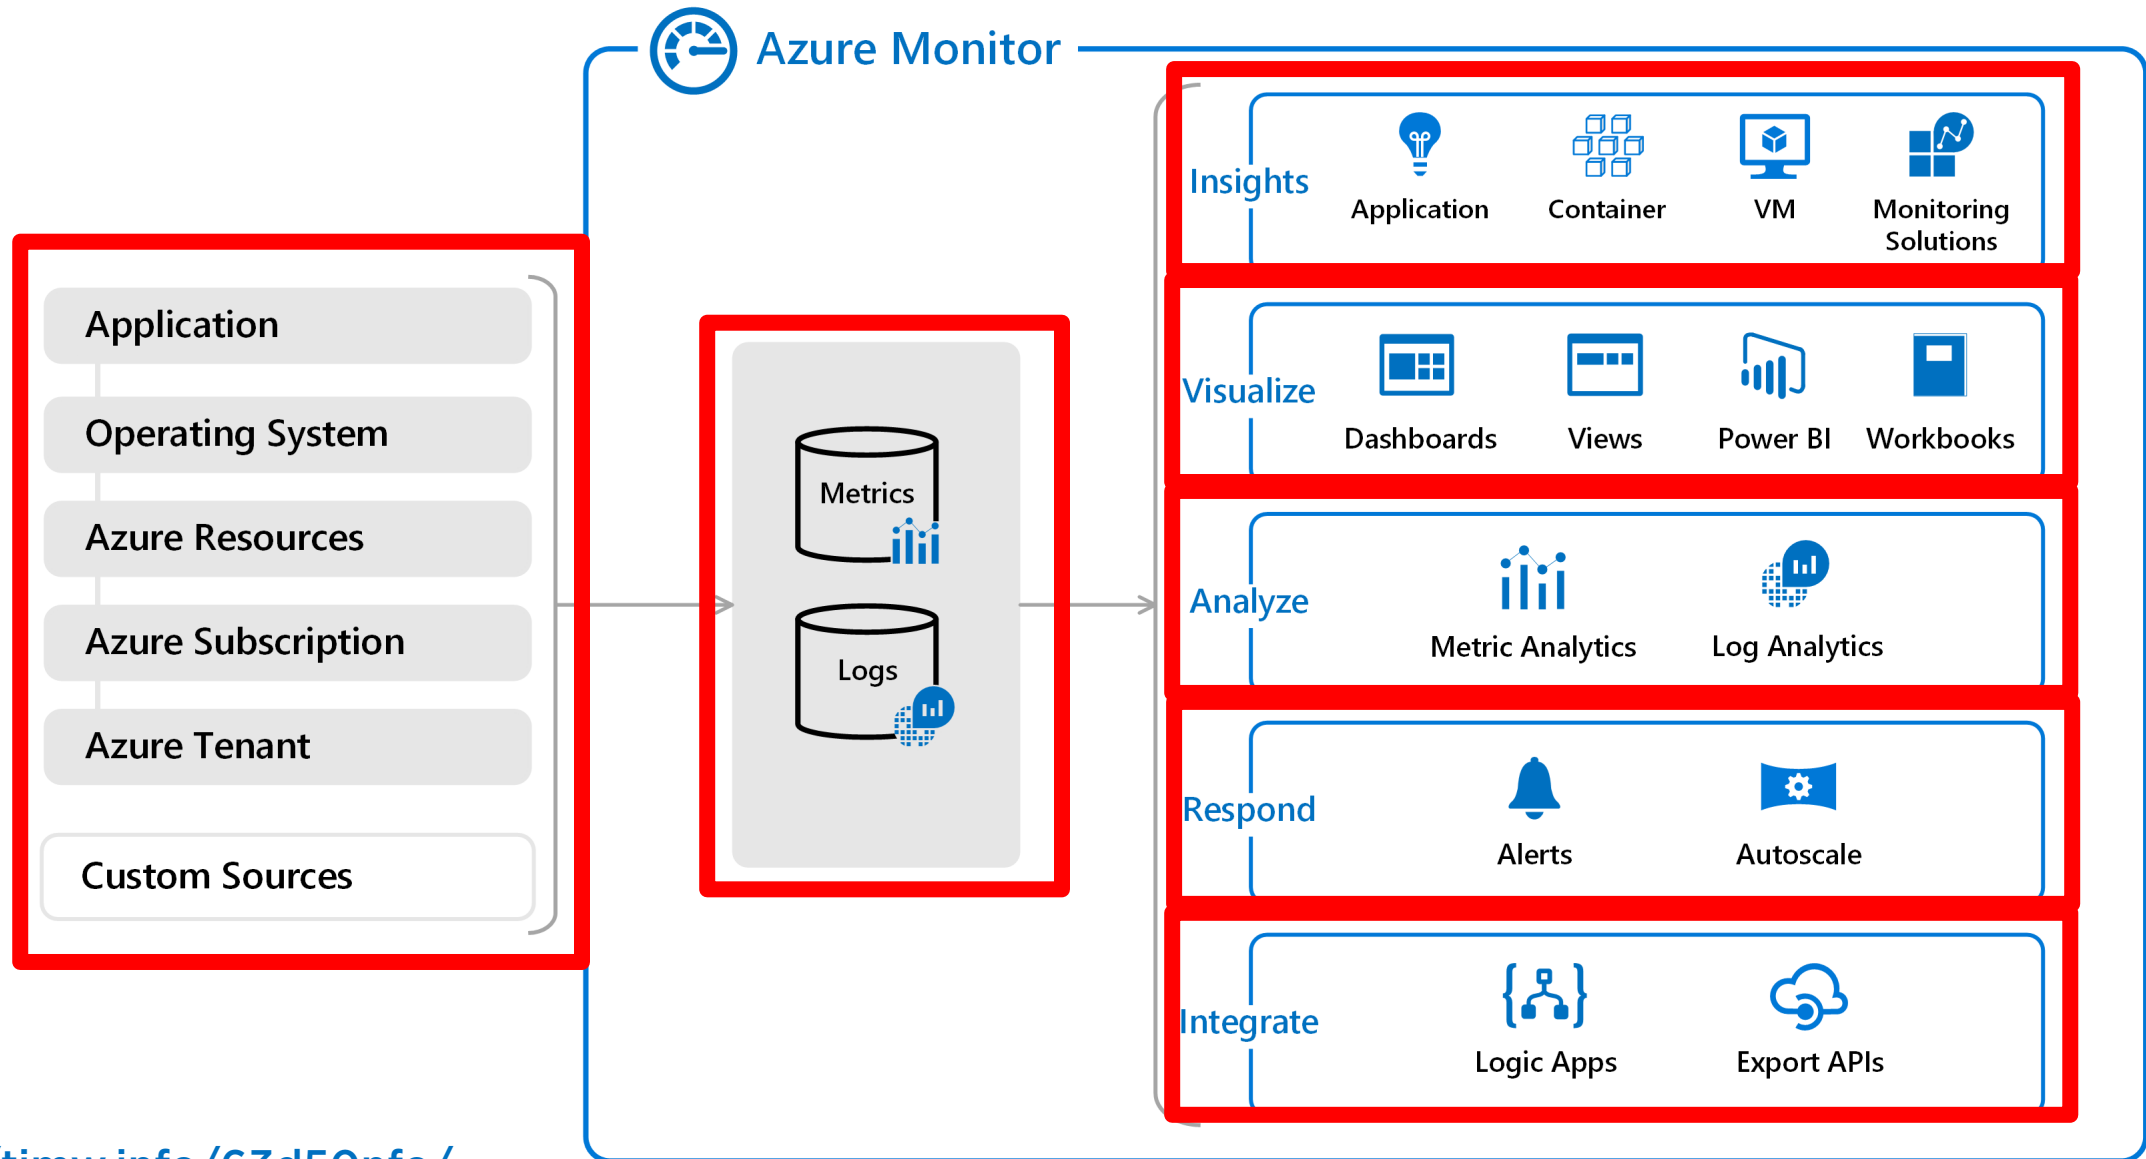 Azure Monitor
Application
Operating System
Azure Resources
Azure Subscription
Azure Tenant
Custom Sources
Metrics
Logs
Insights
Application
Container
VM
Monitoring
Solutions
Visualize
Dashboards
Views
Power BI
Workbooks
Analyze
Metric Analytics
Log Analytics
Respond
Alerts
Autoscale
Integrate
Logic Apps
Export APIs